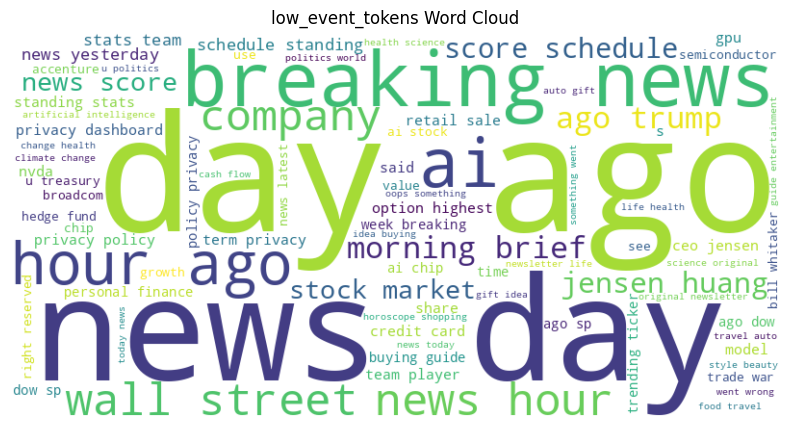 low_event_tokens Word Cloud
stats team
schedule standing
health science
score schedule
gpu
news yesterday
use
politics world
semiconductor
accenture
u politics
breaking news
news score
auto gift
standing stats
artificial intelligence
company
ago trump
privacy dashboard
retail sale
s
ai stock
change health
climate change
policy privacy
day ago
ai
said
nvda
u treasury
cash flow
news latest
oops something
value
something went
guide entertainment
broadcom
option highest
life health
hedge fund
week breaking
chip
privacy policy
term privacy
idea buying
morning brief
see
ceo jensen
bill whitaker
hour ago
growth
ai chip
newsletter life
time
science original
jensen huang
personal finance
stock market
gift idea
original newsletter
right reserved
share
today news
news day
horoscope shopping
credit card
ago sp
trending ticker
ago dow
travel auto
news today
model
dow sp
buying guide
style beauty
team player
trade war
went wrong
wall street
news hour
food travel